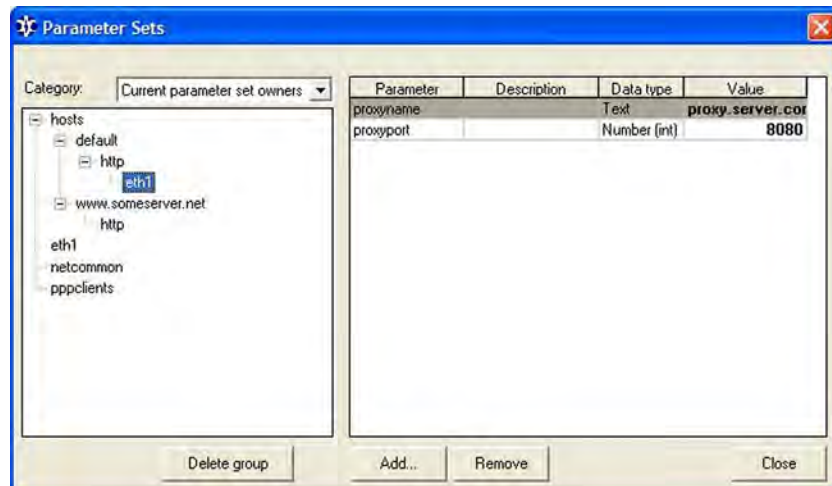 Parameter Sets
Category: Current parameter set owners
hosts
default
http
eth1
www.someserver.net
http
eth1
netcommon
pppclients
Delete group
Parameter Description Data type Value
proxyname Text proxy.server.cor
proxyport Number (int) 8080
Add... Remove Close